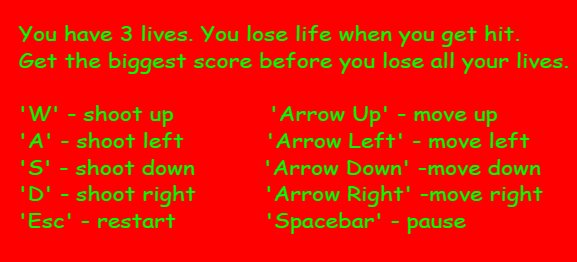 You have 3 lives. You lose life when you get hit.
Get the biggest score before you lose all your lives.
'W' - shoot up 'Arrow Up' - move up
'A' - shoot left 'Arrow Left' - move left
'S' - shoot down 'Arrow Down' -move down
'D' - shoot right 'Arrow Right' -move right
'Esc' - restart 'Spacebar' - pause